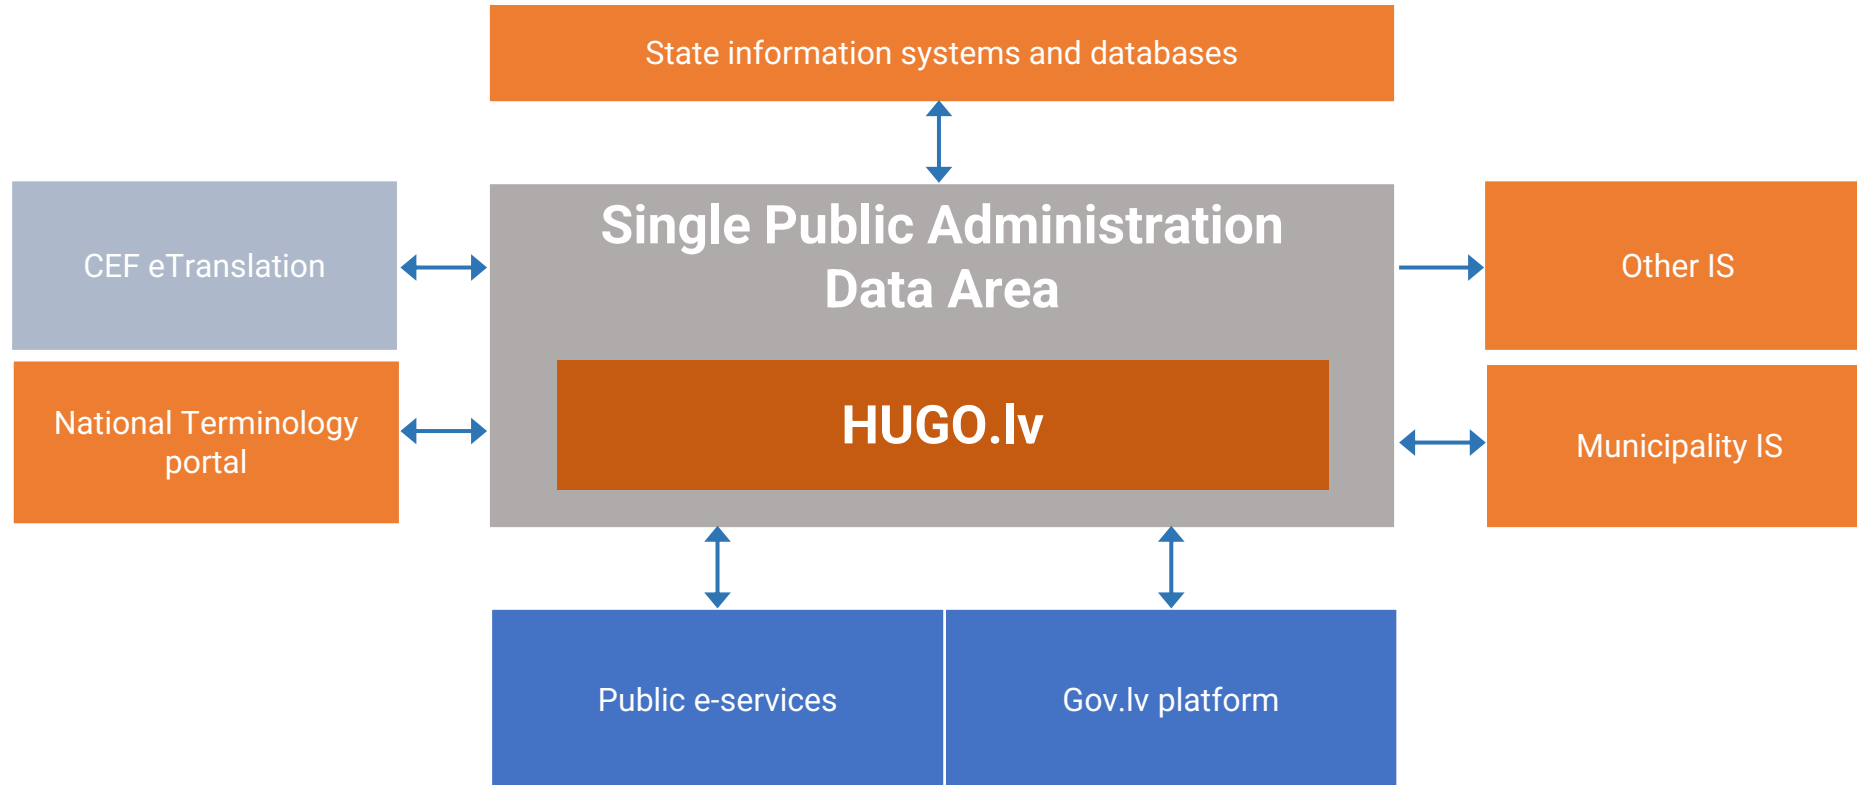 State information systems and databases
CEF eTranslation
Single Public Administration
Data Area
Other IS
National Terminology
portal
HUGO.lv
Municipality IS
Public e-services
Gov.lv platform